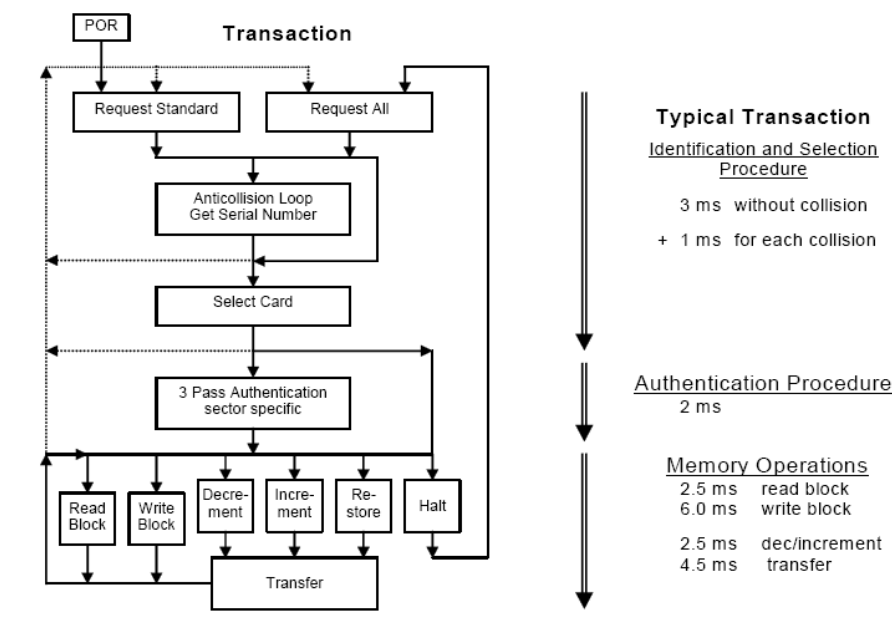 POR
Transaction
Request Standard
Request All
Anticollision Loop
Get Serial Number
Select Card
3 Pass Authentication
sector specific
Read
Block
Write
Block
Decre-
ment
Incre-
ment
Re-
store
Halt
Transfer
Typical Transaction
Identification and Selection
Procedure
3 ms without collision
+ 1 ms for each collision
Authentication Procedure
2 ms
Memory Operations
2.5 ms read block
6.0 ms write block
2.5 ms dec/increment
4.5 ms transfer